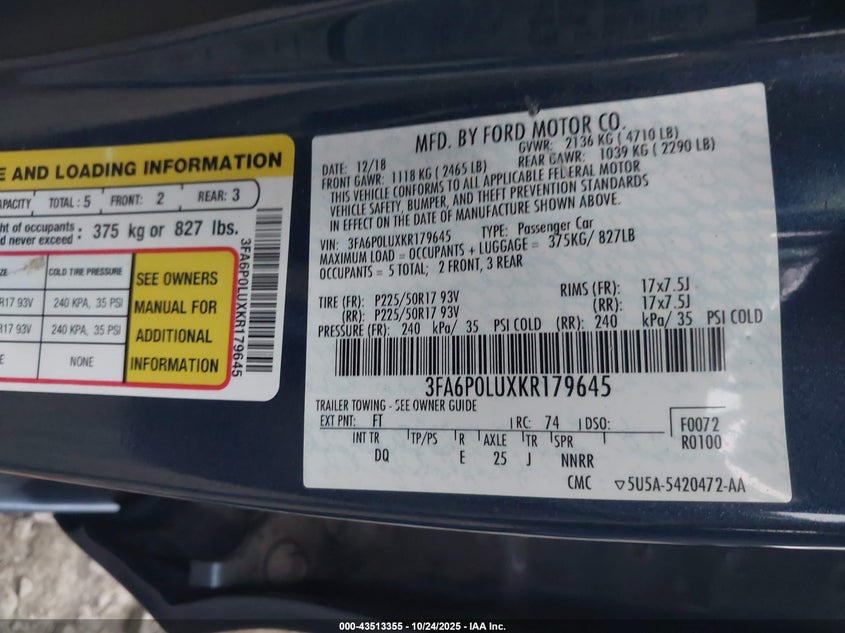 E AND LOADING INFORMATION
APACITY TOTAL : 5 FRONT: 2 REAR: 3
ht of occupants
d never exceed : 375 kg or 827 lbs.
ZE COLD TIRE PRESSURE SEE OWNERS
R17 93V 240 KPA, 35 PSI MANUAL FOR
R17 93V 240 KPA, 35 PSI ADDITIONAL
E NONE INFORMATION
3FA6P0LUXKR179645
MFD. BY FORD MOTOR CO.
DATE: 12/18 GVWR: 2136 KG ( 4710 LB)
FRONT GAWR: 1118 KG ( 2465 LB) REAR GAWR: 1039 KG ( 2290 LB)
THIS VEHICLE CONFORMS TO ALL APPLICABLE FEDERAL MOTOR
VEHICLE SAFETY, BUMPER, AND THEFT PREVENTION STANDARDS
IN EFFECT ON THE DATE OF MANUFACTURE SHOWN ABOVE.
VIN: 3FA6P0LUXKR179645 TYPE: Passenger Car
MAXIMUM LOAD = OCCUPANTS + LUGGAGE = 375KG/ 827LB
OCCUPANTS = 5 TOTAL; 2 FRONT, 3 REAR
TIRE (FR): P225/50R17 93V RIMS (FR): 17x7.5J
(RR): P225/50R17 93V (RR): 17x7.5J
PRESSURE (FR): 240 kPa/ 35 PSI COLD (RR): 240 kPa/ 35 PSI COLD
3FA6P0LUXKR179645
TRAILER TOWING - SEE OWNER GUIDE
EXT PNT: FT RC: 74 DSO: F0072
INT TR TP/PS R AXLE TR SPR R0100
DQ E 25 J NNRR
CMC ▽5U5A-5420472-AA
000-43513355 - 10/24/2025 - IAA Inc.